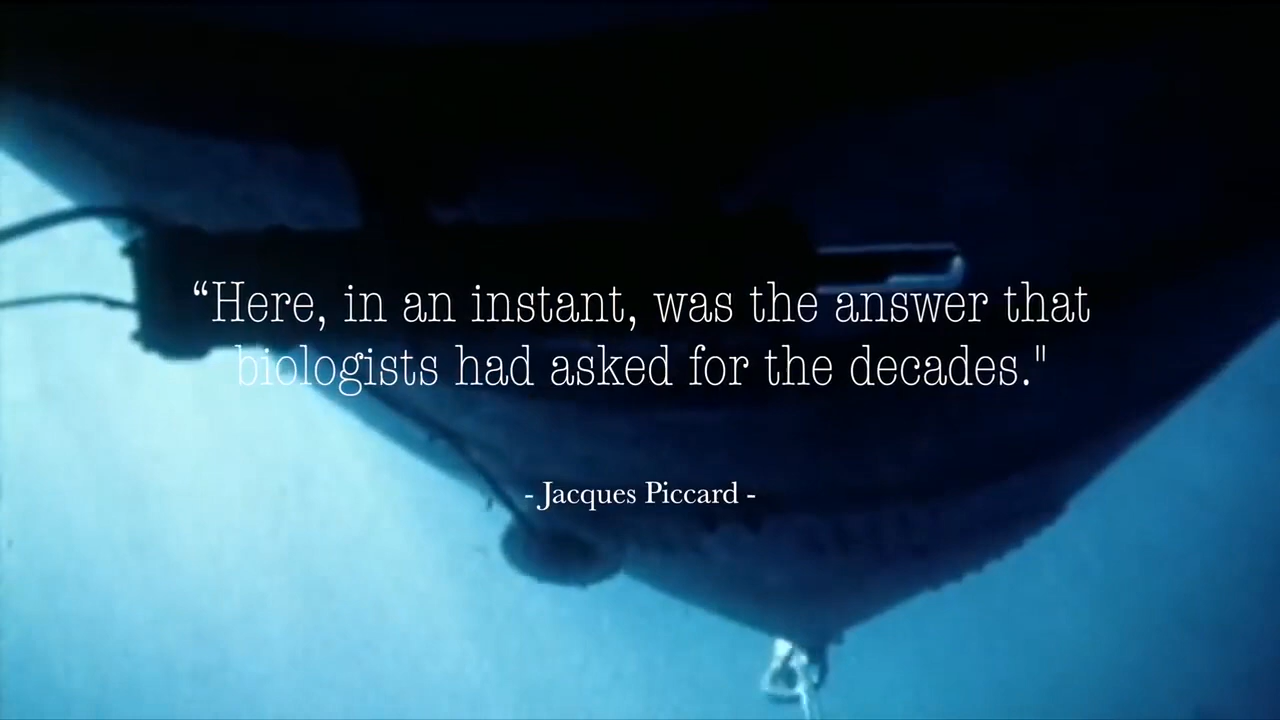 “Here, in an instant, was the answer that
biologists had asked for the decades."
- Jacques Piccard -